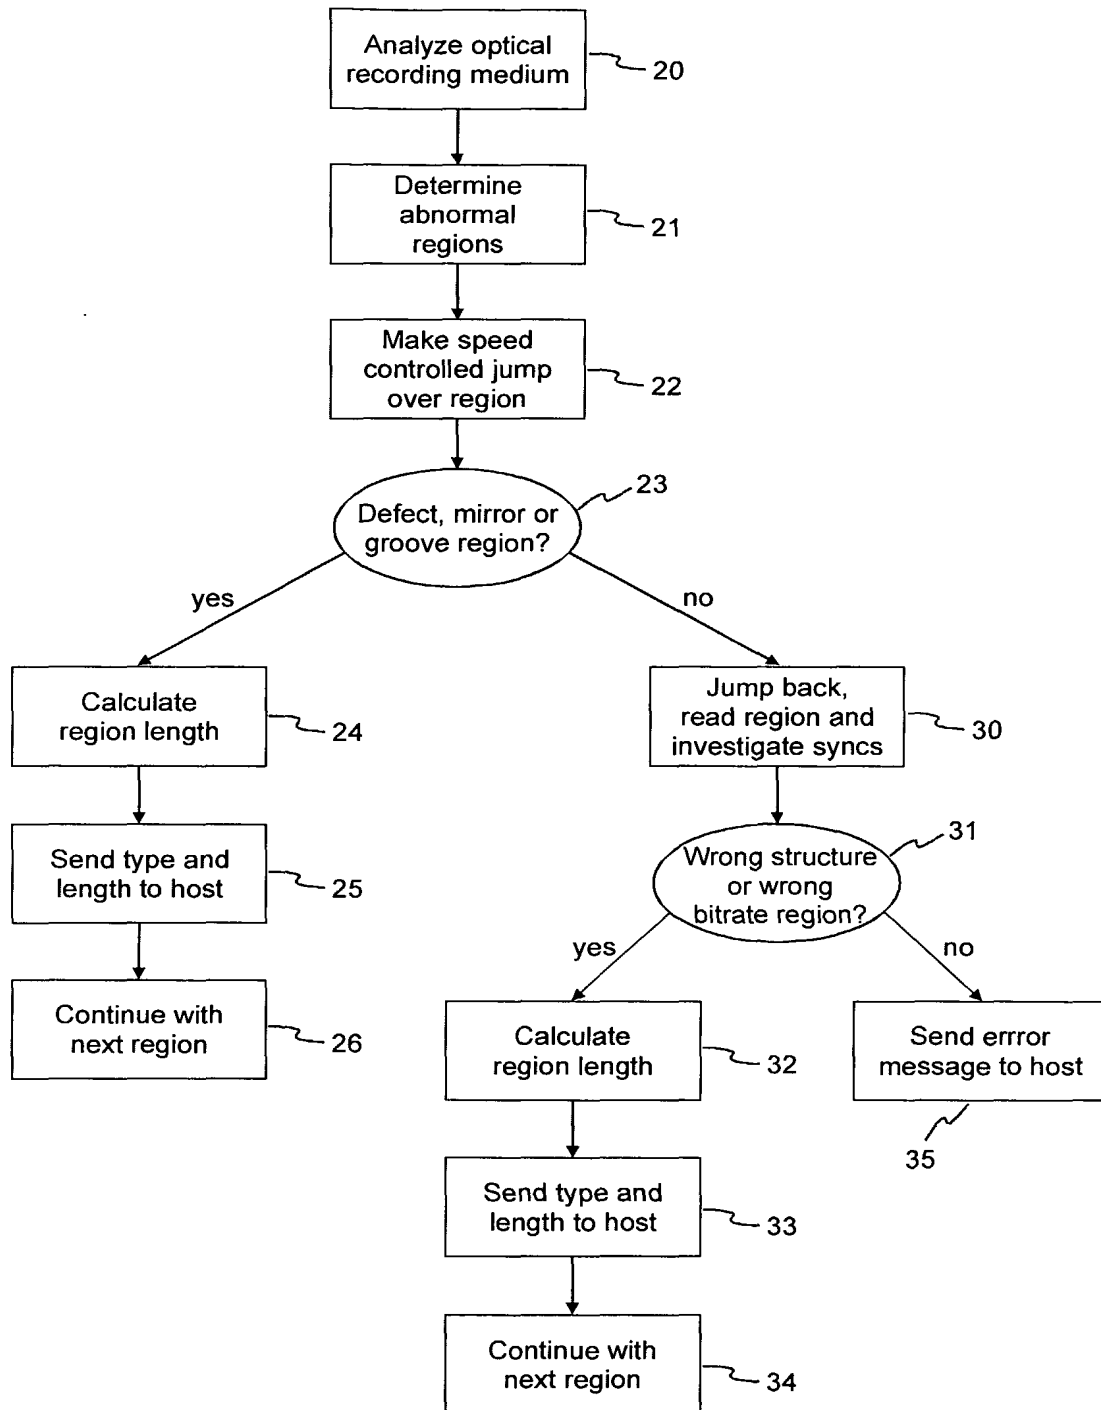 Analyze optical
recording medium
20
Determine
abnormal
regions
21
Make speed
controlled jump
over region
22
Defect, mirror or
groove region?
23
yes
no
Calculate
region length
24
Jump back,
read region and
investigate syncs
30
Send type and
length to host
25
Wrong structure
or wrong
bitrate region?
31
yes
no
Continue with
next region
26
Calculate
region length
32
Send errror
message to host
35
Send type and
length to host
33
Continue with
next region
34